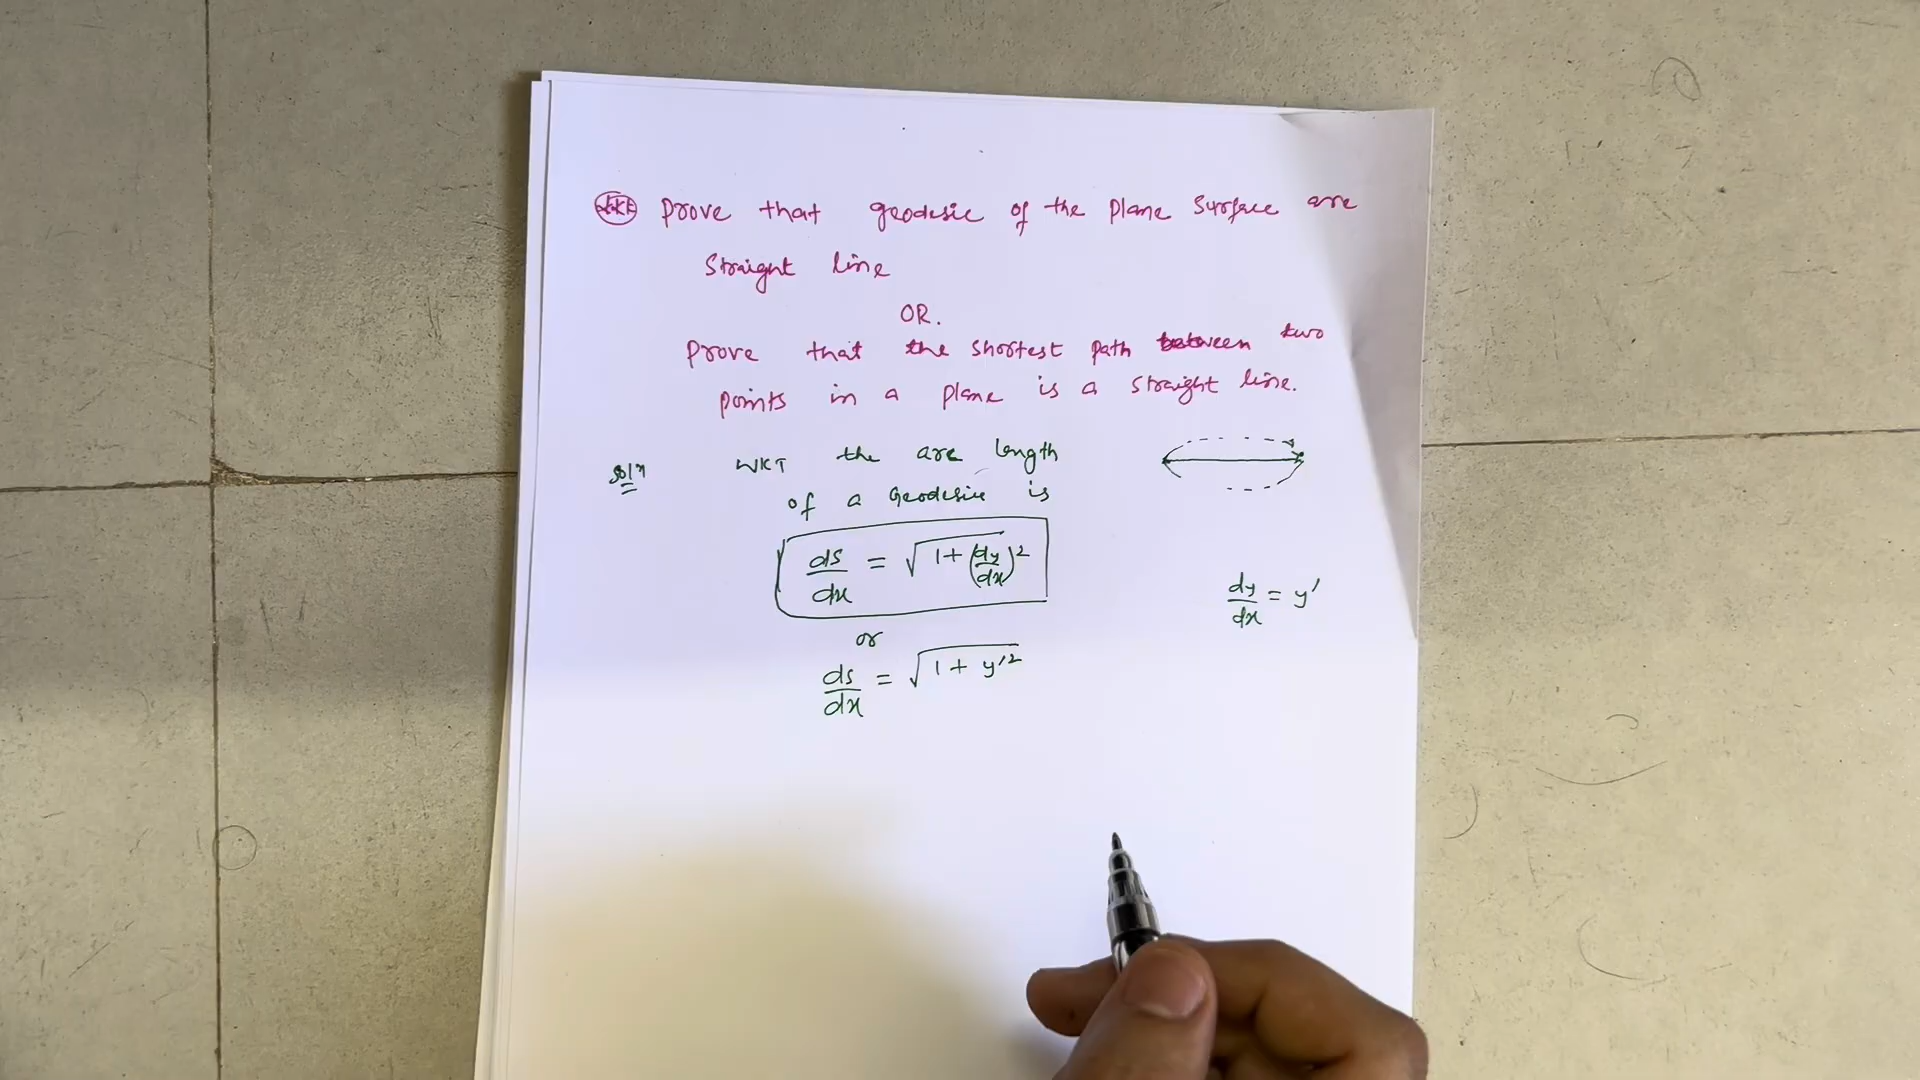 Prove that geodesic of the plane surface are
straight line
OR.
Prove that the shortest path between two
points in a plane is a straight line.
Soln WKT the arc length
of a Geodesic is
ds/dx = √(1+(dy/dx)²)
dy/dx = y'
or
ds/dx = √(1 + y'²)